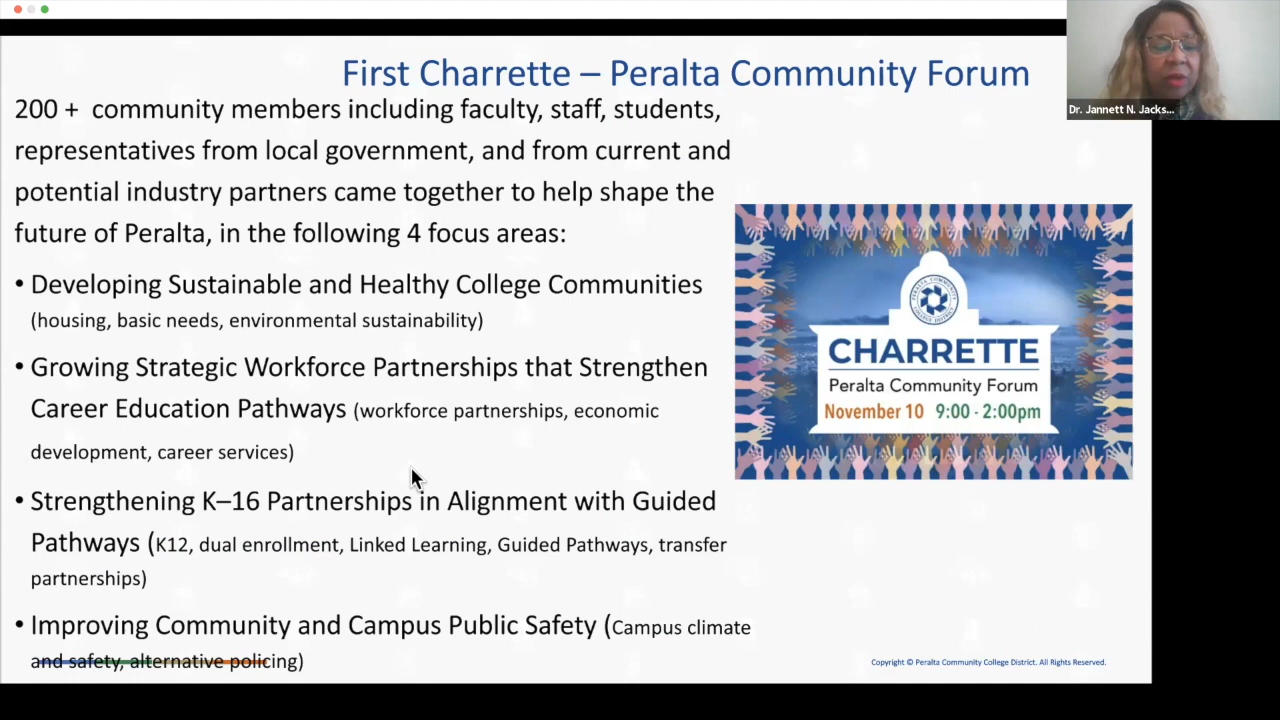 First Charrette – Peralta Community Forum
200 + community members including faculty, staff, students,
representatives from local government, and from current and
potential industry partners came together to help shape the
future of Peralta, in the following 4 focus areas:
• Developing Sustainable and Healthy College Communities
(housing, basic needs, environmental sustainability)
• Growing Strategic Workforce Partnerships that Strengthen
Career Education Pathways (workforce partnerships, economic
development, career services)
• Strengthening K–16 Partnerships in Alignment with Guided
Pathways (K12, dual enrollment, Linked Learning, Guided Pathways, transfer
partnerships)
• Improving Community and Campus Public Safety (Campus climate
and safety, alternative policing)
Dr. Jannett N. Jacks...
PERALTA COMMUNITY
COLLEGE DISTRICT
CHARRETTE
Peralta Community Forum
November 10 9:00 - 2:00pm
Copyright © Peralta Community College District. All Rights Reserved.